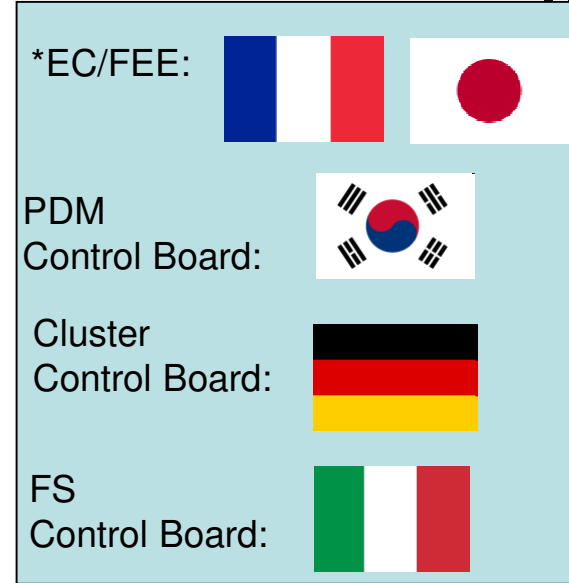 *EC/FEE:
PDM
Control Board:
Cluster
Control Board:
FS
Control Board: